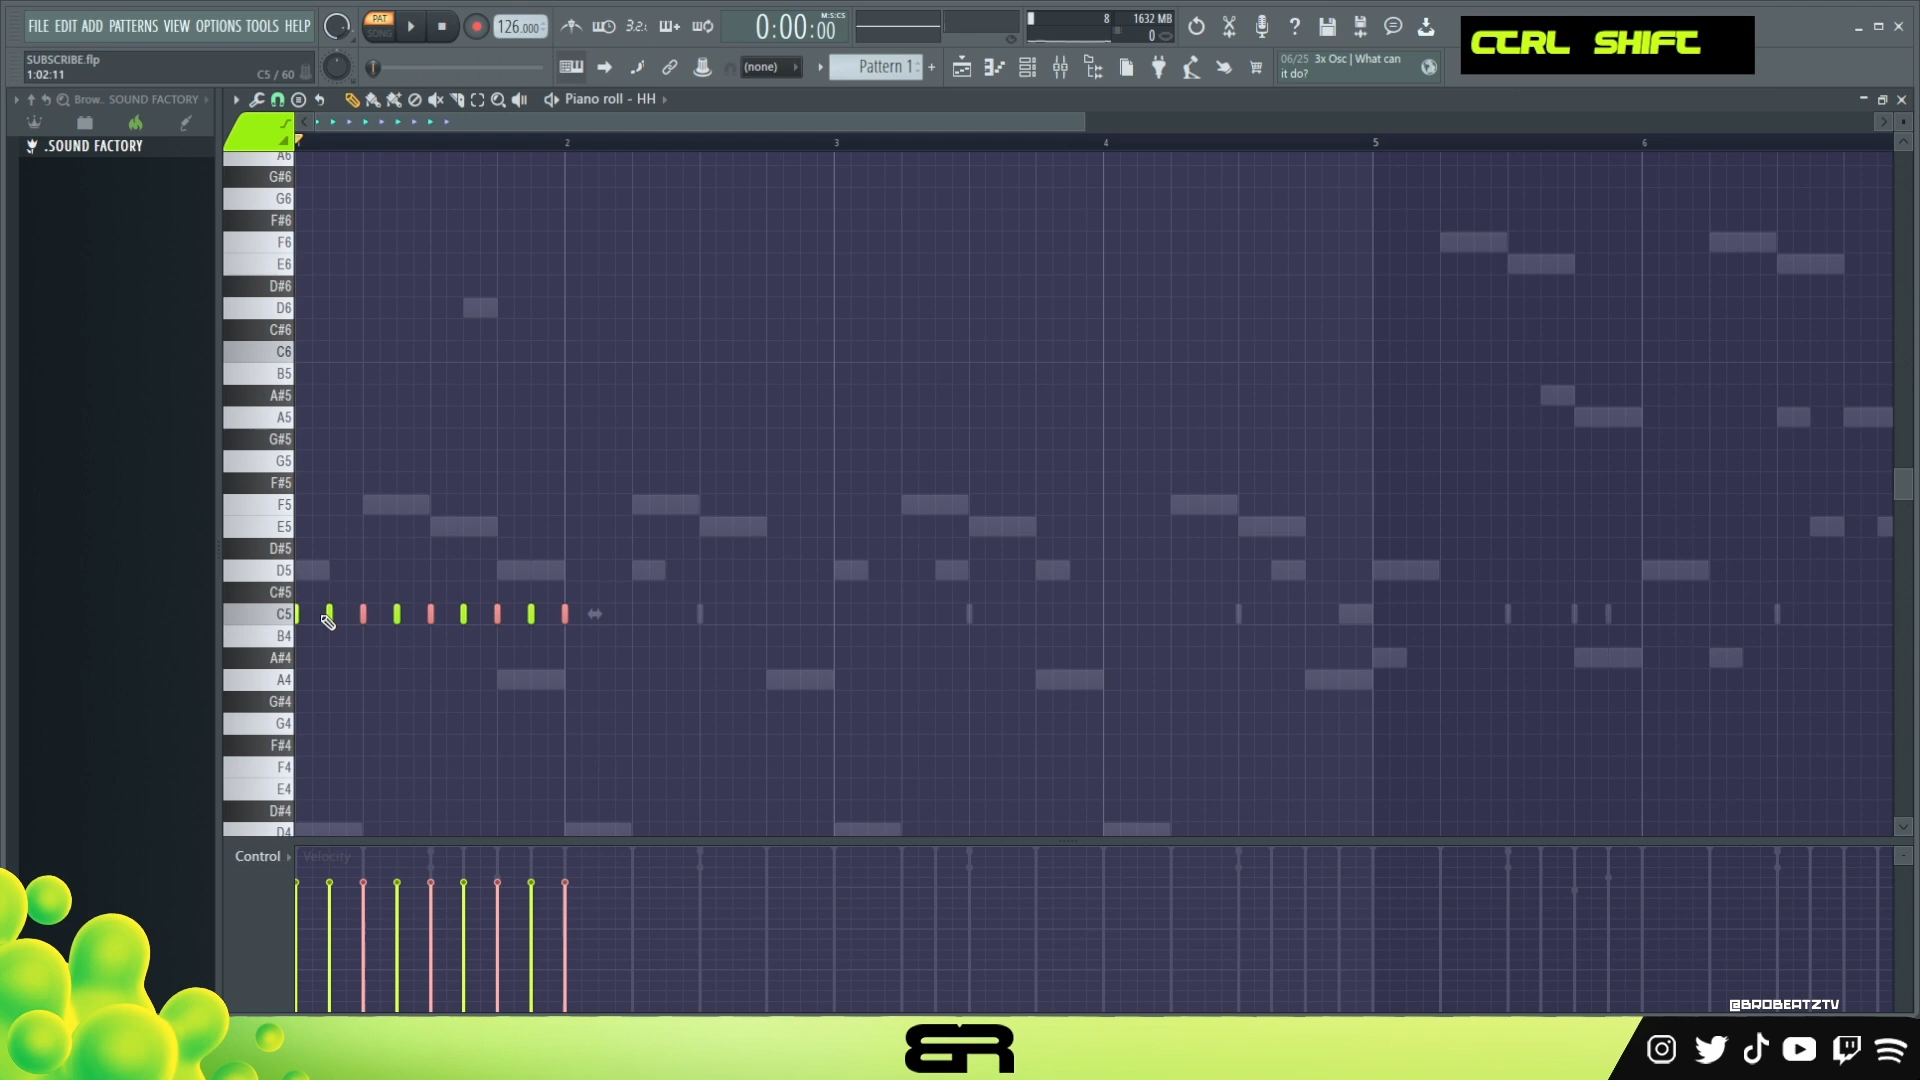 FILE EDIT ADD PATTERNS VIEW OPTIONS TOOLS HELP
PAT
SONG
126.000
3.2.
0:00:00
M:S:CS
8
1632 MB
0
CTRL SHIFT
SUBSCRIBE.flp
1:02:11
C5 / 60
(none)
Pattern 1
06/25 3x Osc | What can
it do?
Brow.. SOUND FACTORY
Piano roll - HH
.SOUND FACTORY
2
3
4
5
6
A6
G#6
G6
F#6
F6
E6
D#6
D6
C#6
C6
B5
A#5
A5
G#5
G5
F#5
F5
E5
D#5
D5
C#5
C5
B4
A#4
A4
G#4
G4
F#4
F4
E4
D#4
D4
Control
Velocity
@BROBEATZTV
BR